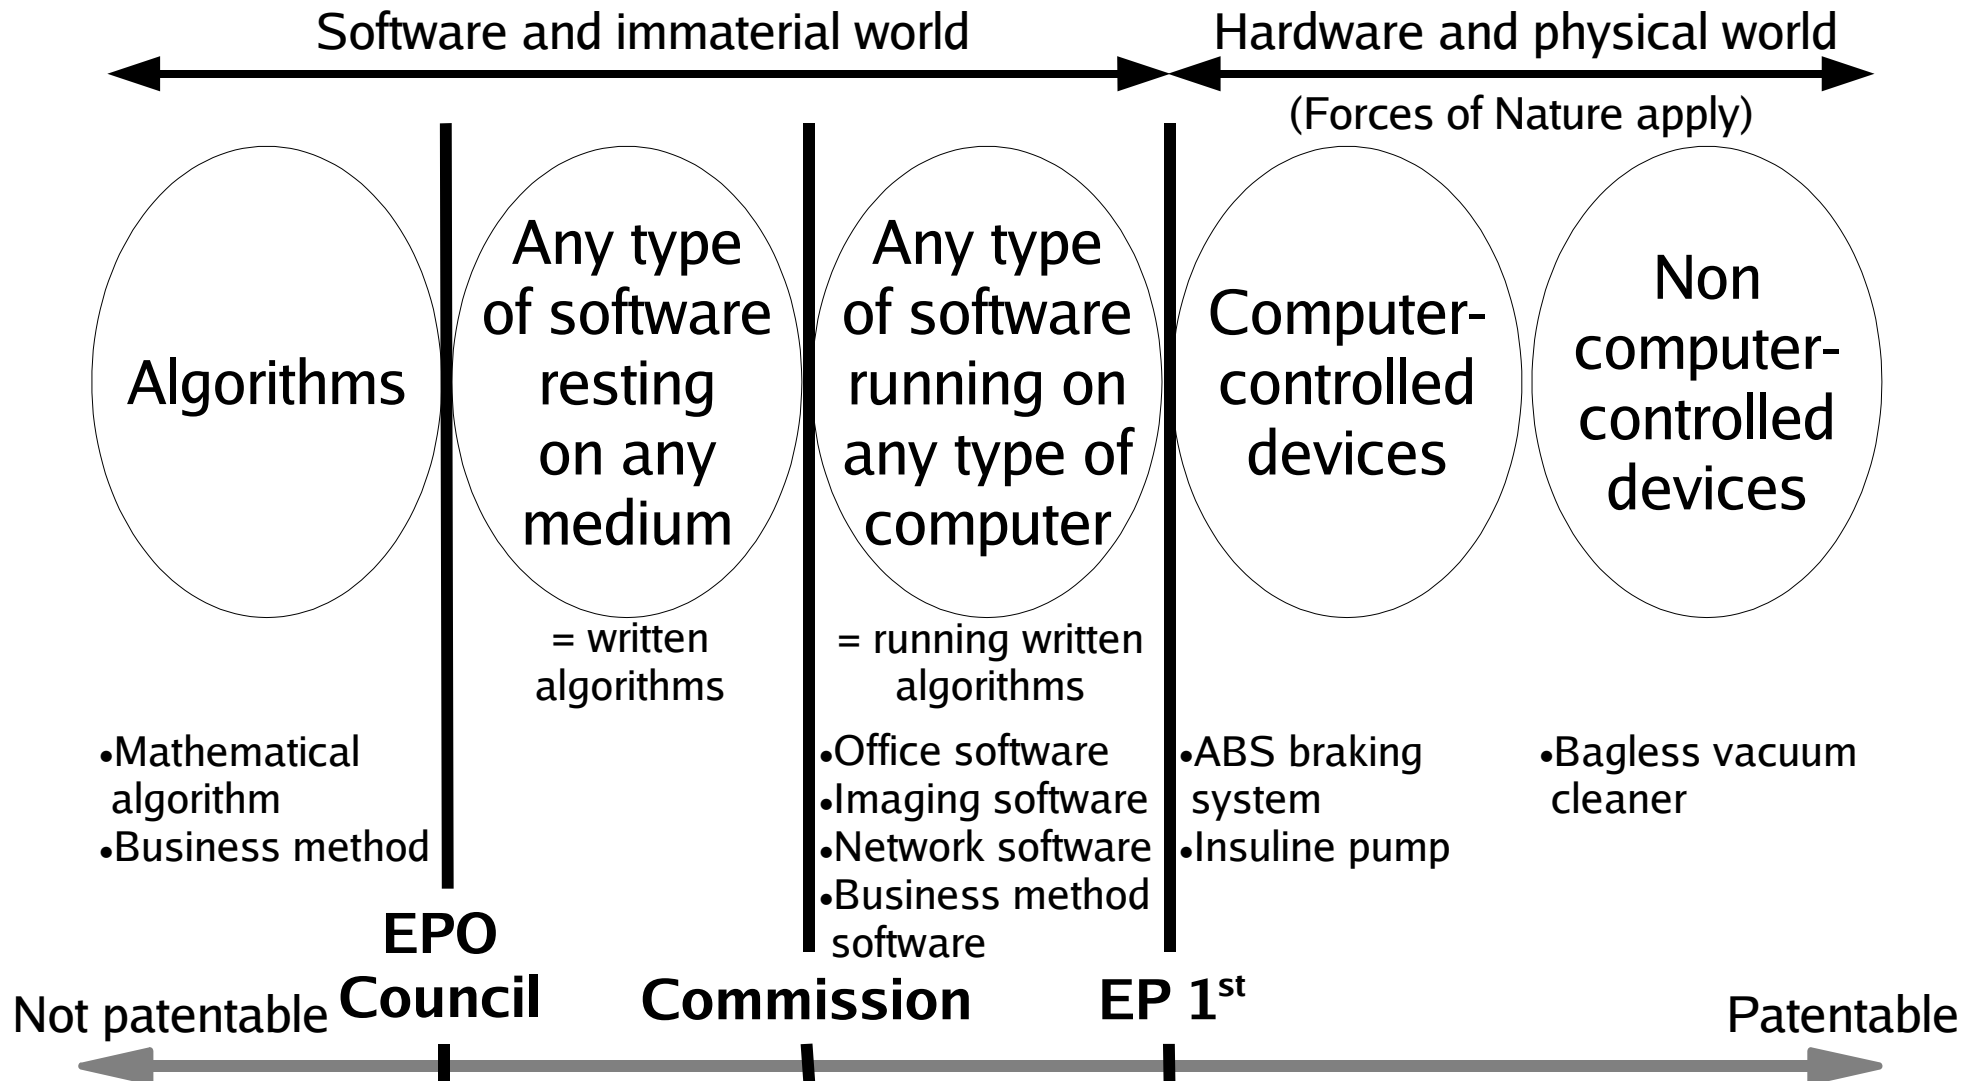 Software and immaterial world
Hardware and physical world
(Forces of Nature apply)
Algorithms
Any type
of software
resting
on any
medium
Any type
of software
running on
any type of
computer
Computer-
controlled
devices
Non
computer-
controlled
devices
= written
algorithms
= running written
algorithms
•Mathematical
algorithm
•Business method
•Office software
•Imaging software
•Network software
•Business method
software
•ABS braking
system
•Insuline pump
•Bagless vacuum
cleaner
EPO
Council
Commission
EP 1st
Not patentable
Patentable